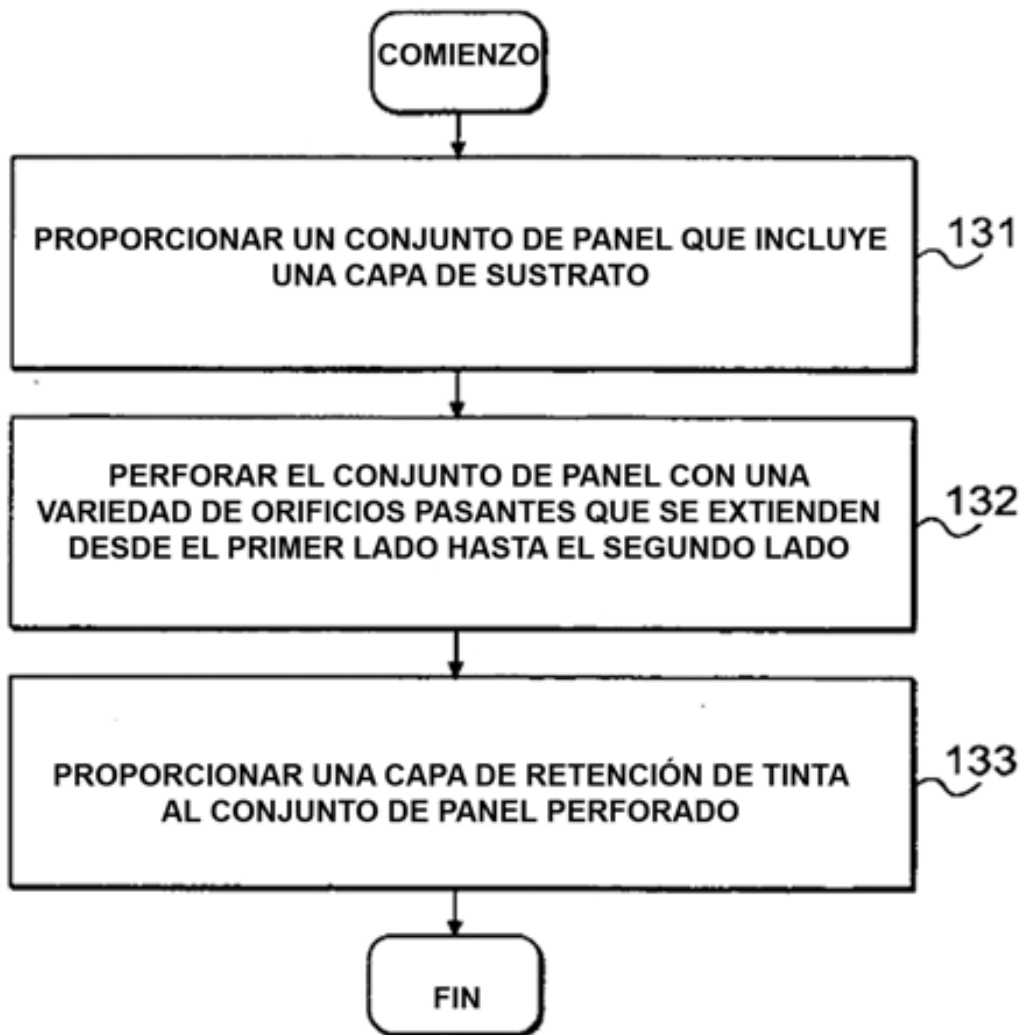 COMIENZO
PROPORCIONAR UN CONJUNTO DE PANEL QUE INCLUYE
UNA CAPA DE SUSTRATO
131
PERFORAR EL CONJUNTO DE PANEL CON UNA
VARIEDAD DE ORIFICIOS PASANTES QUE SE EXTIENDEN
DESDE EL PRIMER LADO HASTA EL SEGUNDO LADO
132
PROPORCIONAR UNA CAPA DE RETENCIÓN DE TINTA
AL CONJUNTO DE PANEL PERFORADO
133
FIN